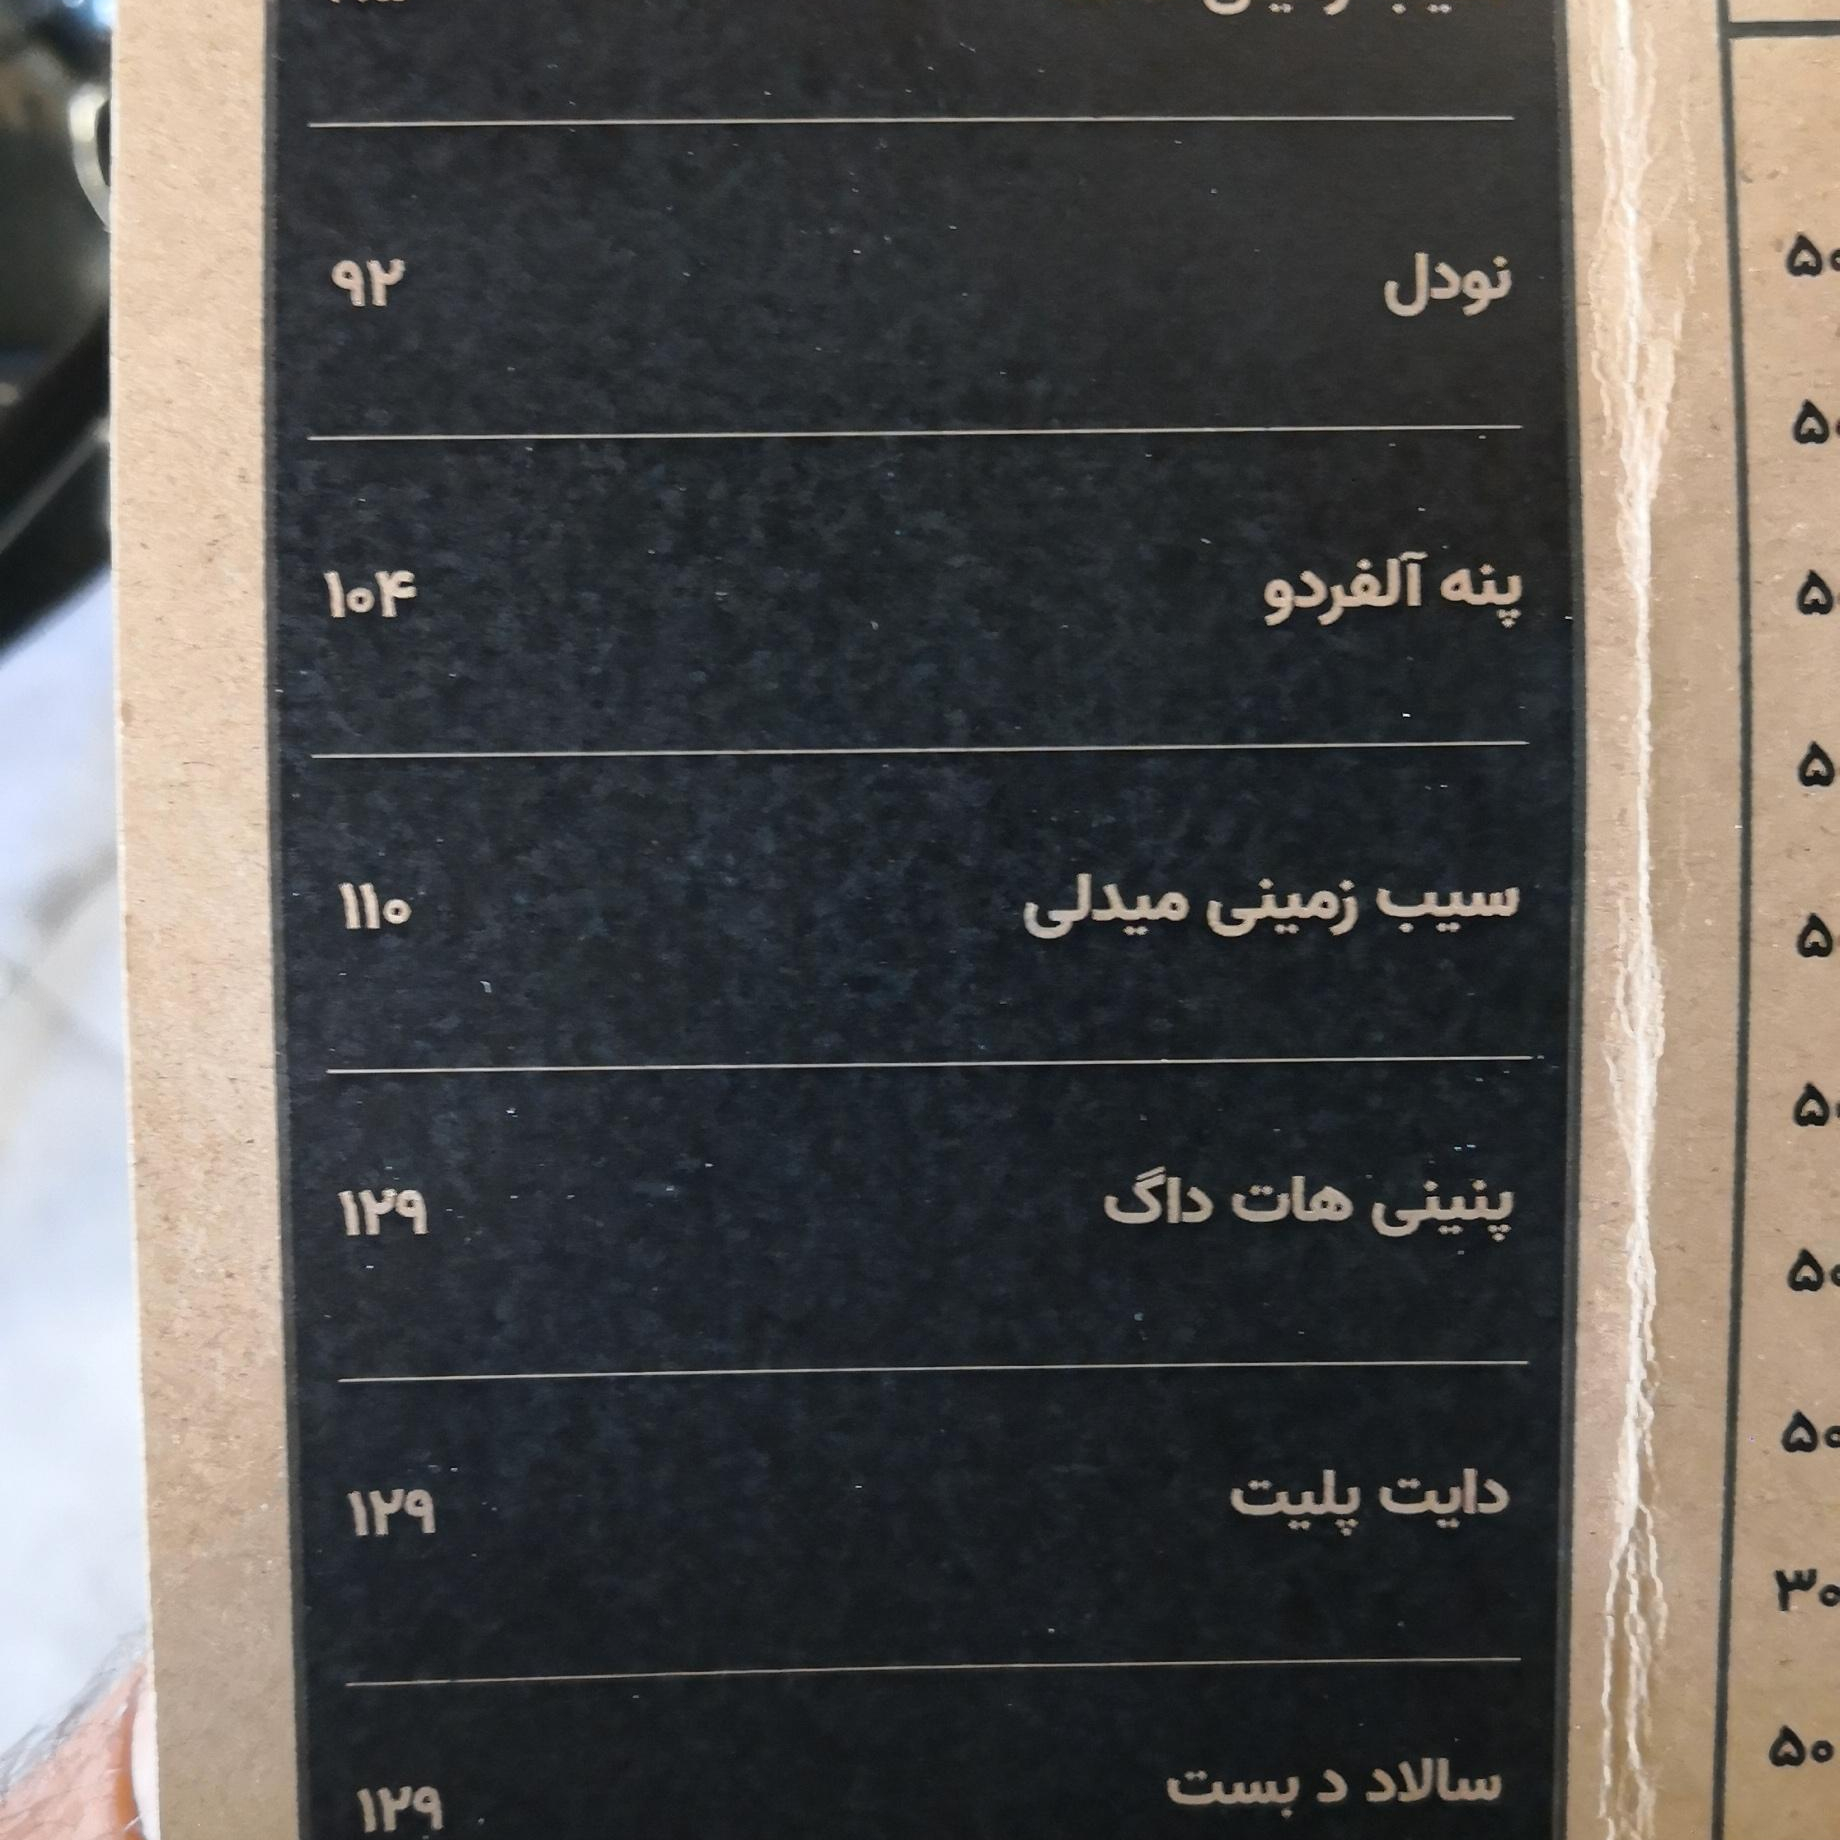 نودل ۹۲
پنه آلفردو ۱۰۴
سیب زمینی میدلی ۱۱۰
پنینی هات داگ ۱۲۹
دایت پلیت ۱۲۹
سالاد د بست ۱۲۹